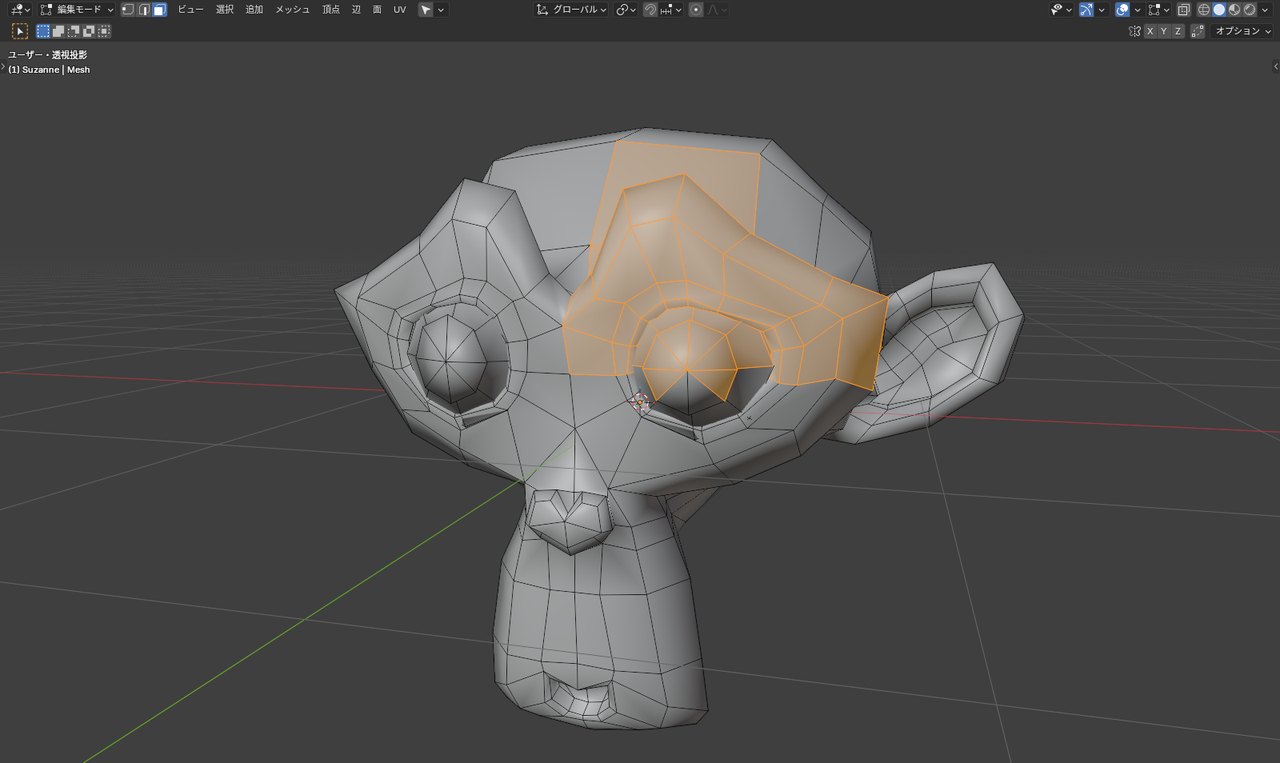 編集モード 選択 ビュー 選択 追加 メッシュ 頂点 辺 面 UV グローバル
X Y Z オプション
ユーザー・透視投影
(1) Suzanne | Mesh